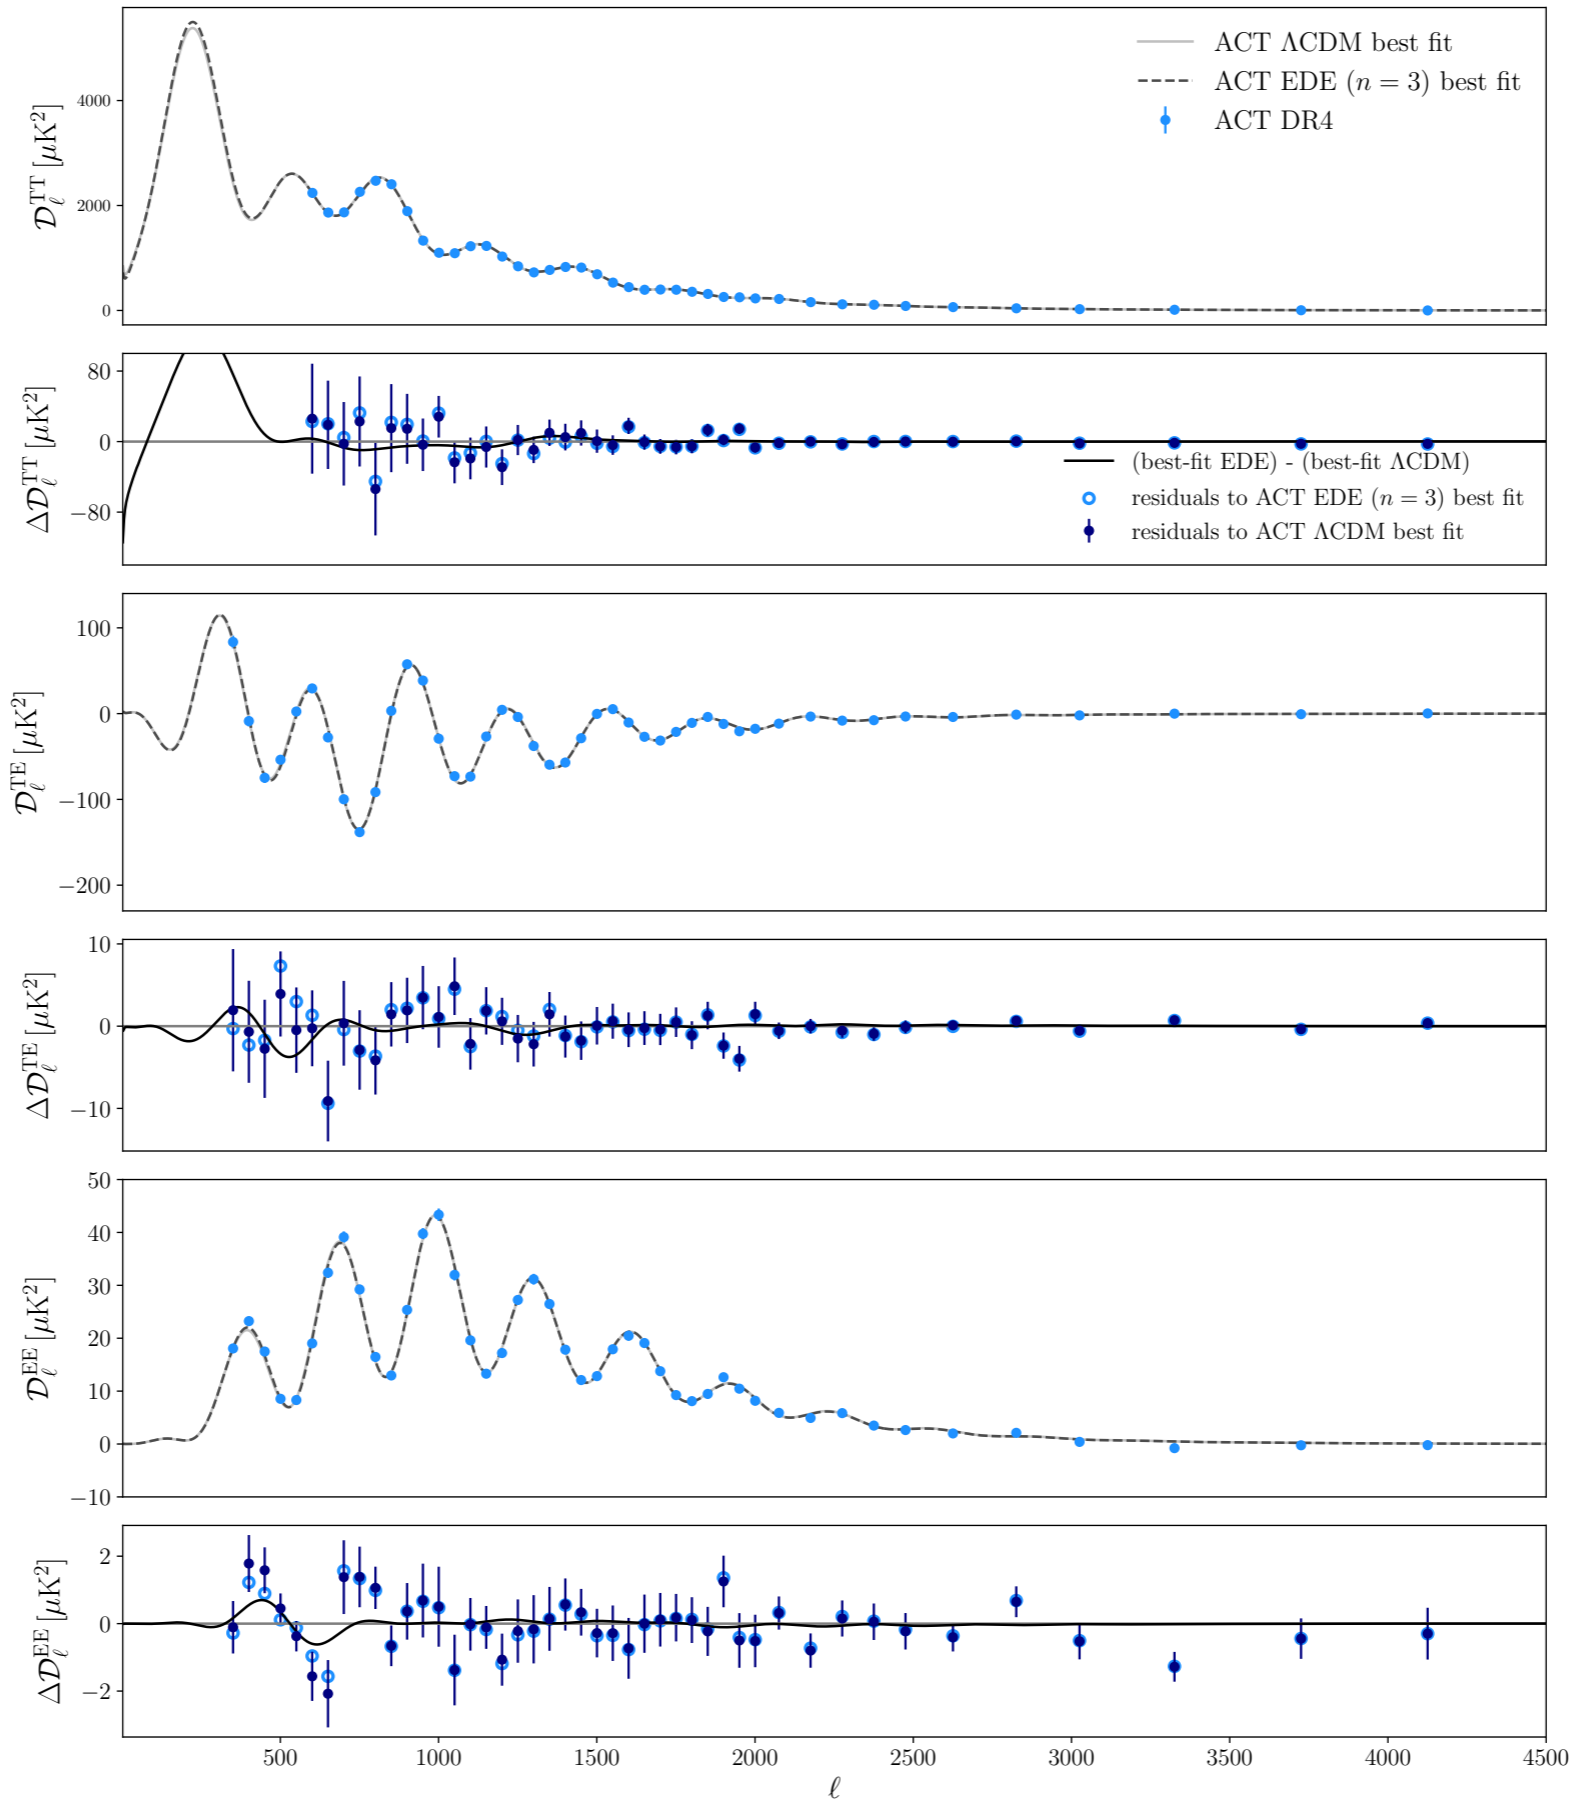 ACT ΛCDM best fit
ACT EDE (n = 3) best fit
ACT DR4
4000
2000
0
𝒟_ℓ^TT [μK²]
80
0
−80
Δ𝒟_ℓ^TT [μK²]
(best-fit EDE) - (best-fit ΛCDM)
residuals to ACT EDE (n = 3) best fit
residuals to ACT ΛCDM best fit
100
0
−100
−200
𝒟_ℓ^TE [μK²]
10
0
−10
Δ𝒟_ℓ^TE [μK²]
50
40
30
20
10
0
−10
𝒟_ℓ^EE [μK²]
2
0
−2
Δ𝒟_ℓ^EE [μK²]
500 1000 1500 2000 2500 3000 3500 4000 4500
ℓ